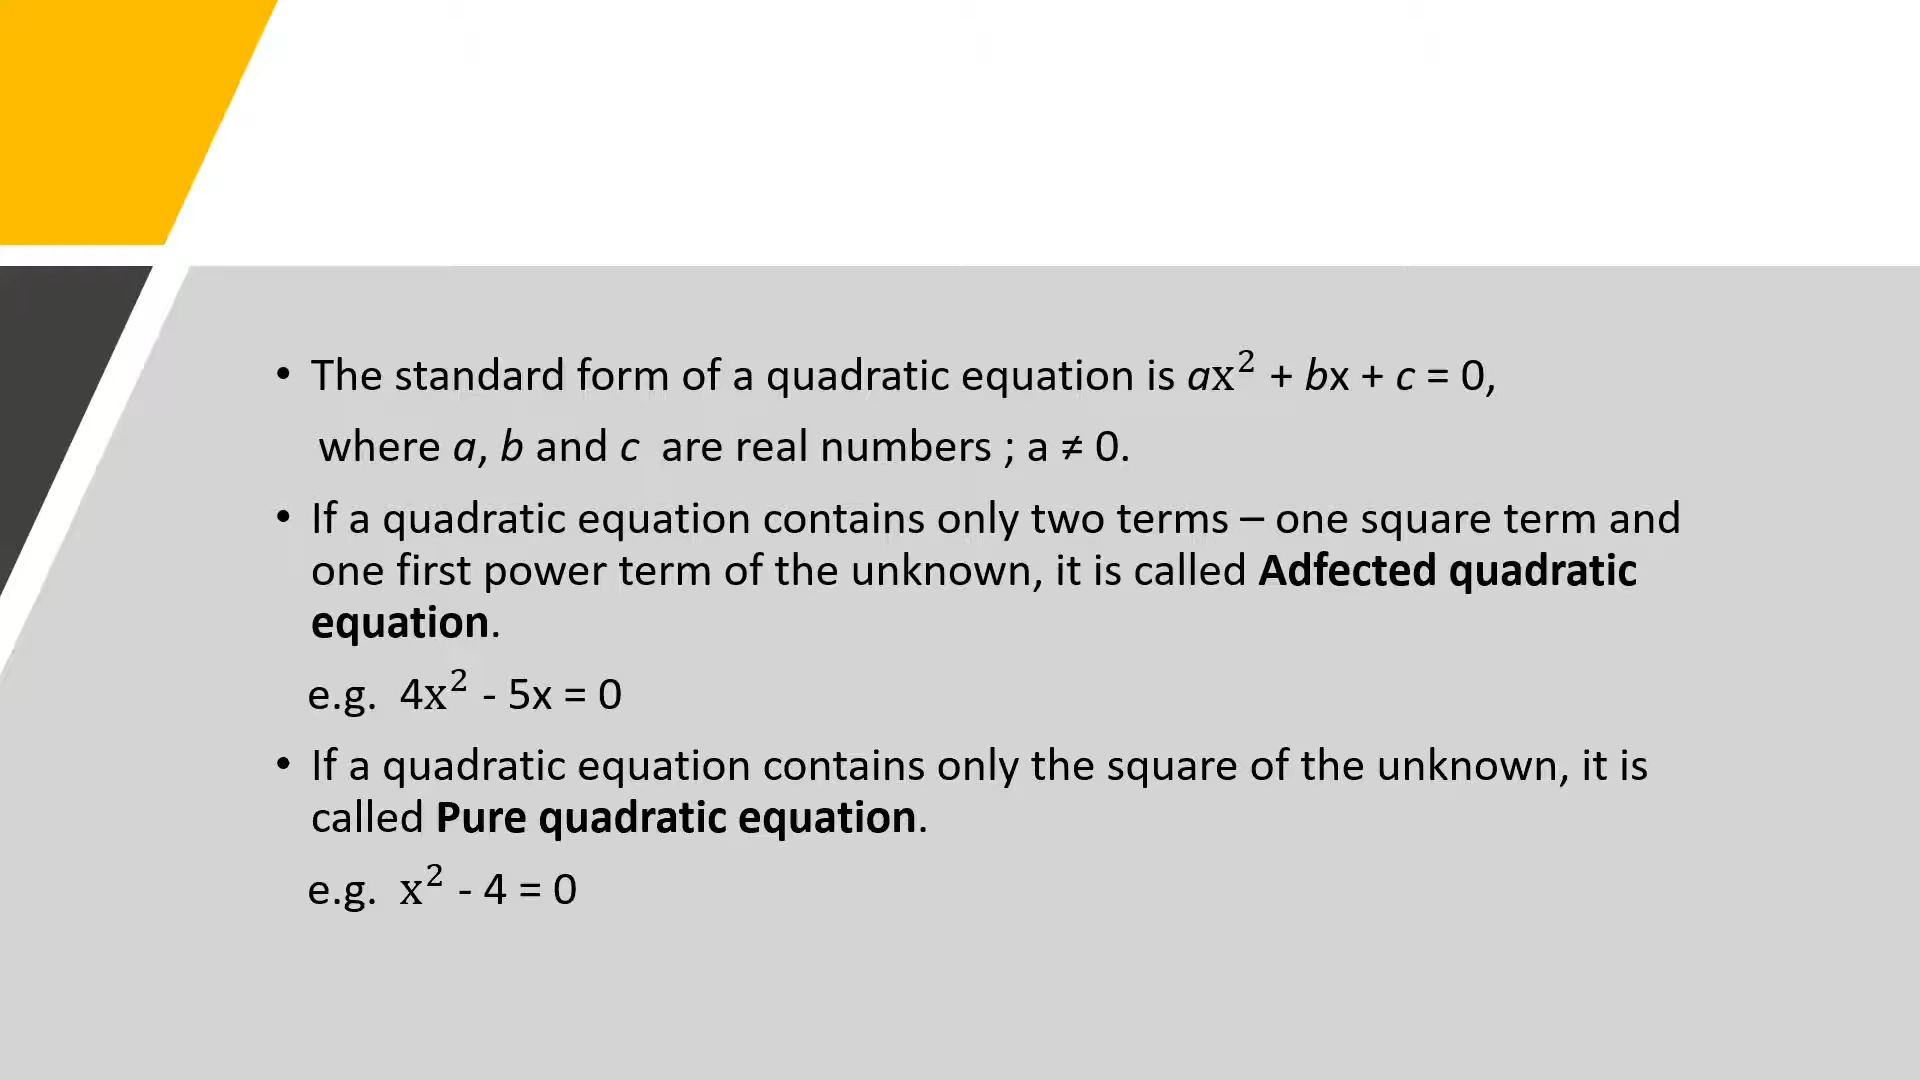 • The standard form of a quadratic equation is ax² + bx + c = 0,
where a, b and c are real numbers ; a ≠ 0.
• If a quadratic equation contains only two terms – one square term and
one first power term of the unknown, it is called Adfected quadratic
equation.
e.g. 4x² - 5x = 0
• If a quadratic equation contains only the square of the unknown, it is
called Pure quadratic equation.
e.g. x² - 4 = 0